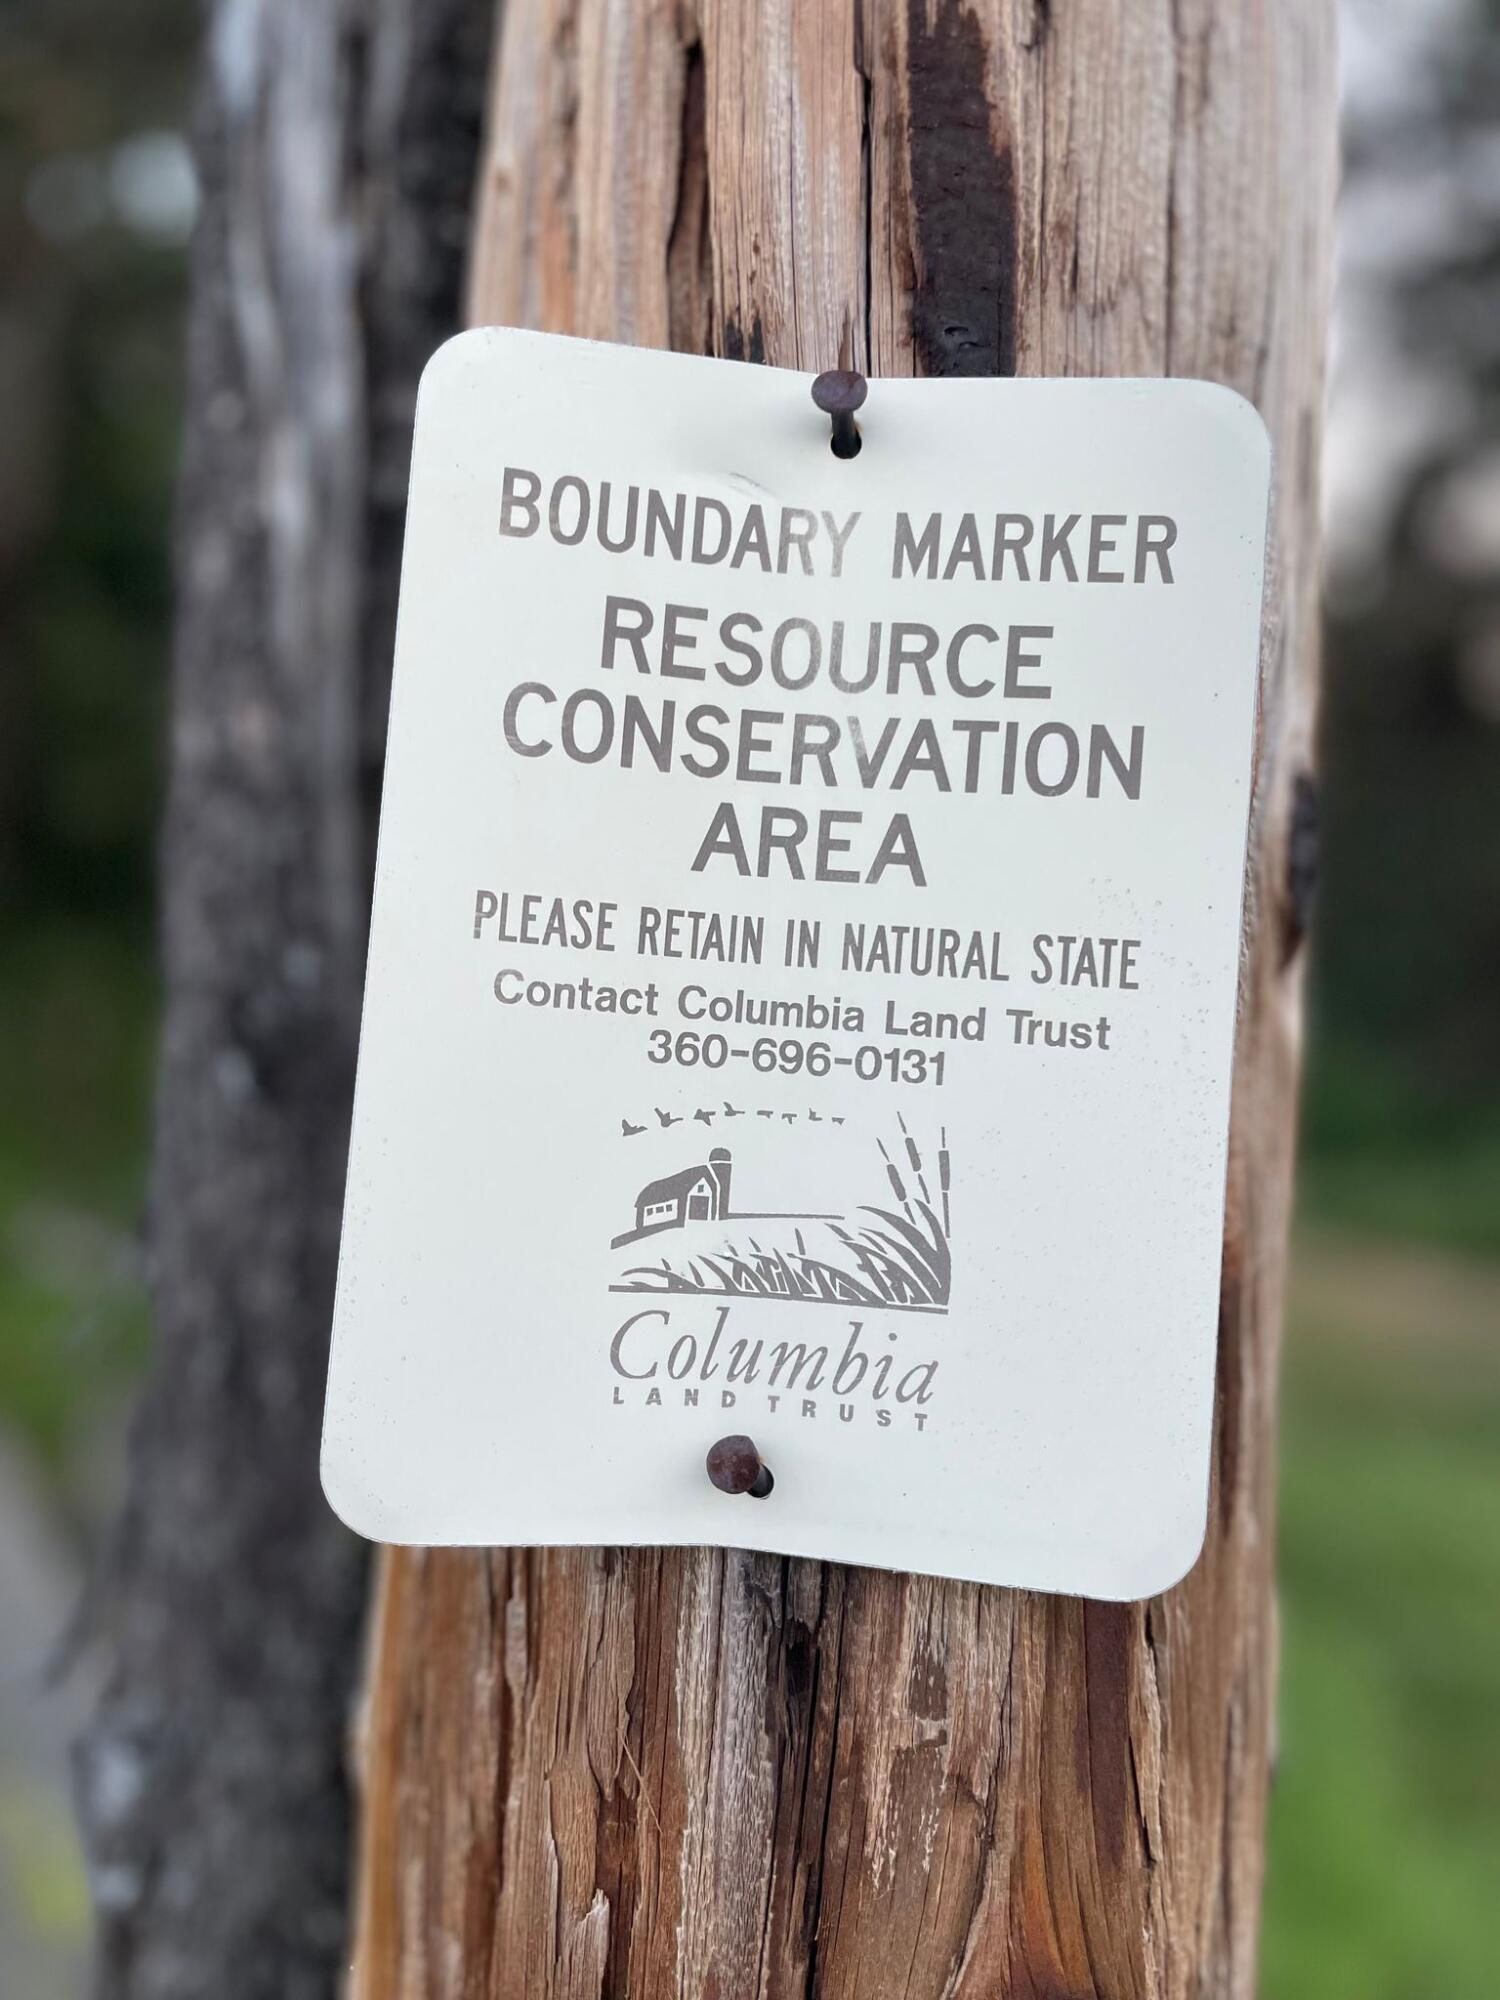 BOUNDARY MARKER
RESOURCE
CONSERVATION
AREA
PLEASE RETAIN IN NATURAL STATE
Contact Columbia Land Trust
360-696-0131
Columbia
LAND TRUST